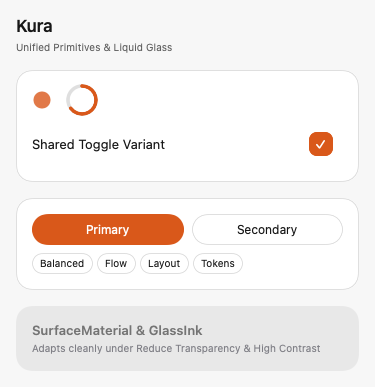 Kura
Unified Primitives & Liquid Glass
Shared Toggle Variant
Primary
Secondary
Balanced
Flow
Layout
Tokens
SurfaceMaterial & GlassInk
Adapts cleanly under Reduce Transparency & High Contrast